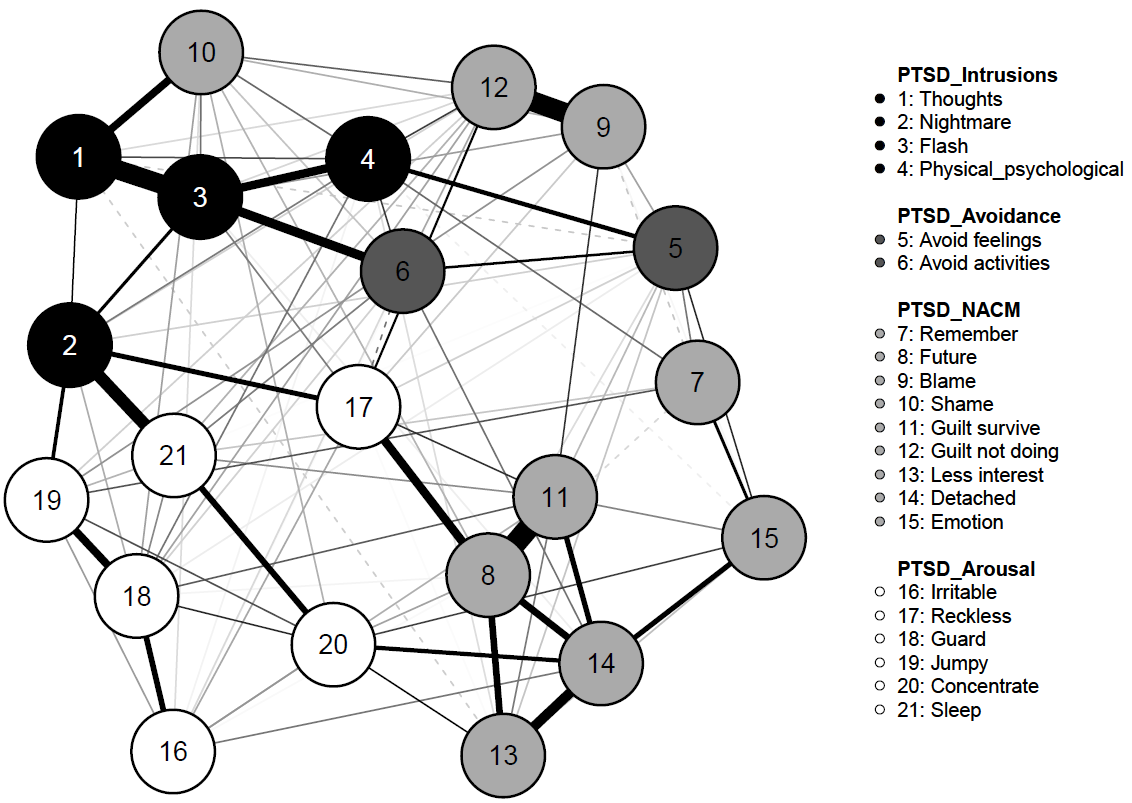 10
12
9
1
4
3
5
6
2
7
17
21
19
11
15
8
18
20
14
16
13
PTSD_Intrusions
1: Thoughts
2: Nightmare
3: Flash
4: Physical_psychological
PTSD_Avoidance
5: Avoid feelings
6: Avoid activities
PTSD_NACM
7: Remember
8: Future
9: Blame
10: Shame
11: Guilt survive
12: Guilt not doing
13: Less interest
14: Detached
15: Emotion
PTSD_Arousal
16: Irritable
17: Reckless
18: Guard
19: Jumpy
20: Concentrate
21: Sleep